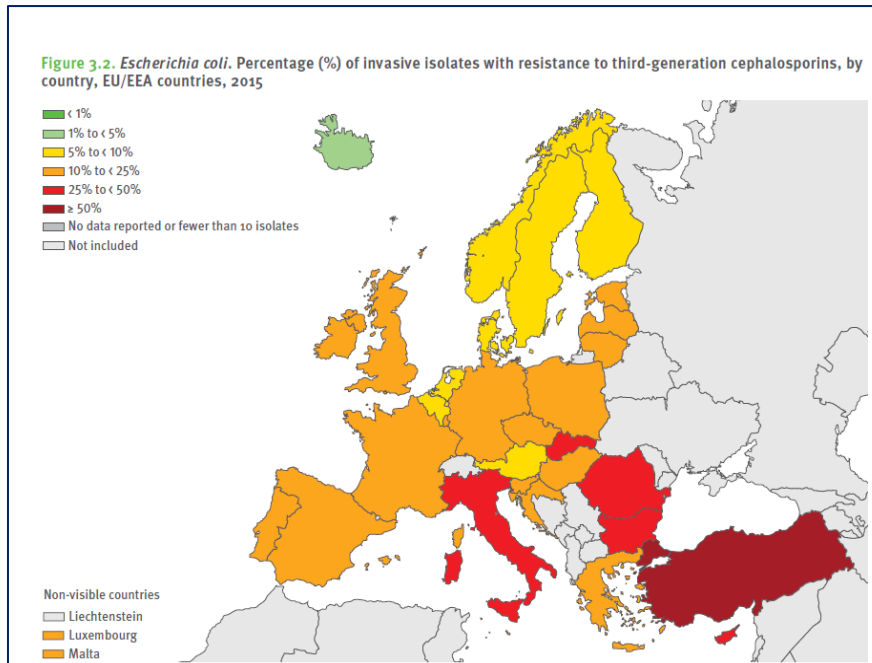 Figure 3.2. Escherichia coli. Percentage (%) of invasive isolates with resistance to third-generation cephalosporins, by
country, EU/EEA countries, 2015
< 1%
1% to < 5%
5% to < 10%
10% to < 25%
25% to < 50%
≥ 50%
No data reported or fewer than 10 isolates
Not included
Non-visible countries
Liechtenstein
Luxembourg
Malta